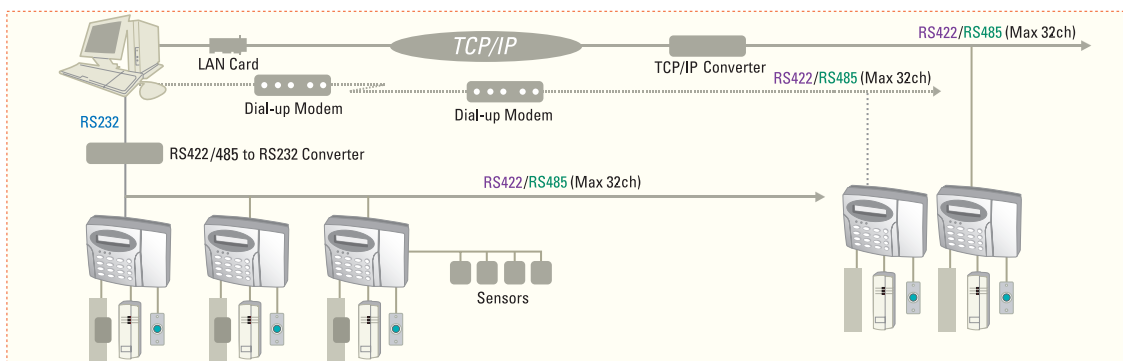 TCP/IP
RS422/RS485 (Max 32ch)
LAN Card
TCP/IP Converter
RS422/RS485 (Max 32ch)
Dial-up Modem
Dial-up Modem
RS232
RS422/485 to RS232 Converter
RS422/RS485 (Max 32ch)
Sensors